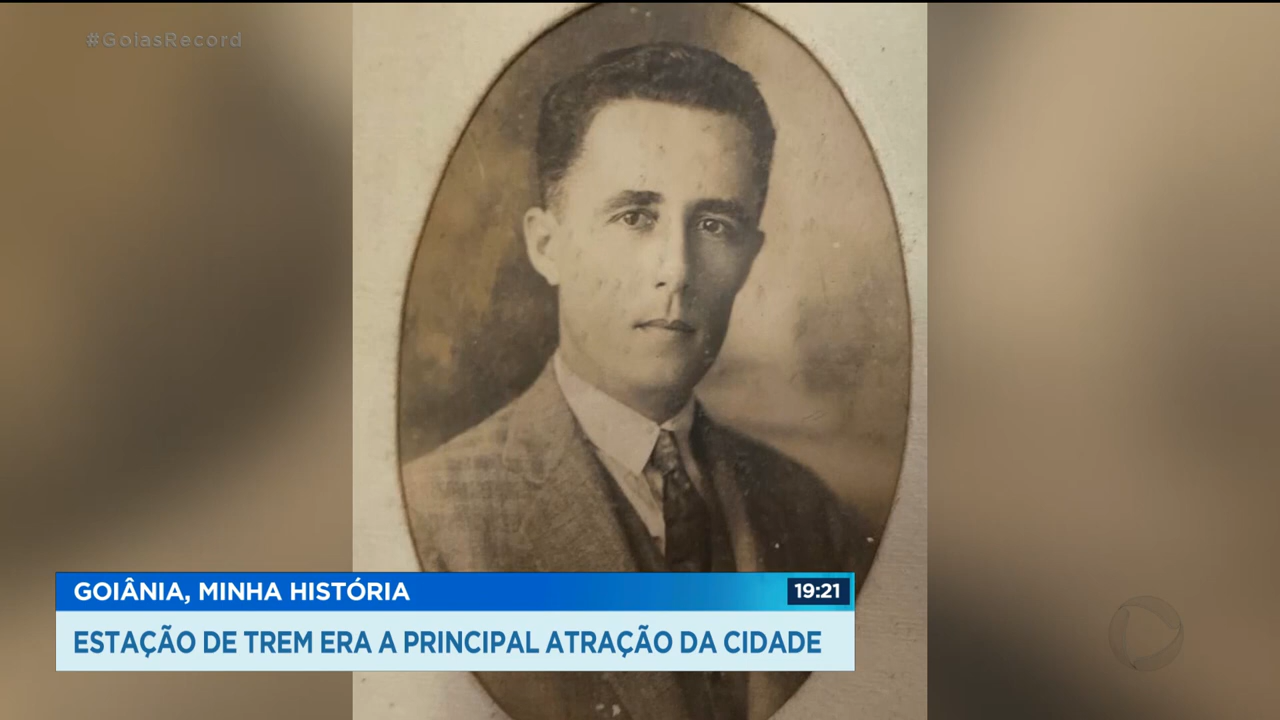 #GoiasRecord
GOIÂNIA, MINHA HISTÓRIA
19:21
ESTAÇÃO DE TREM ERA A PRINCIPAL ATRAÇÃO DA CIDADE